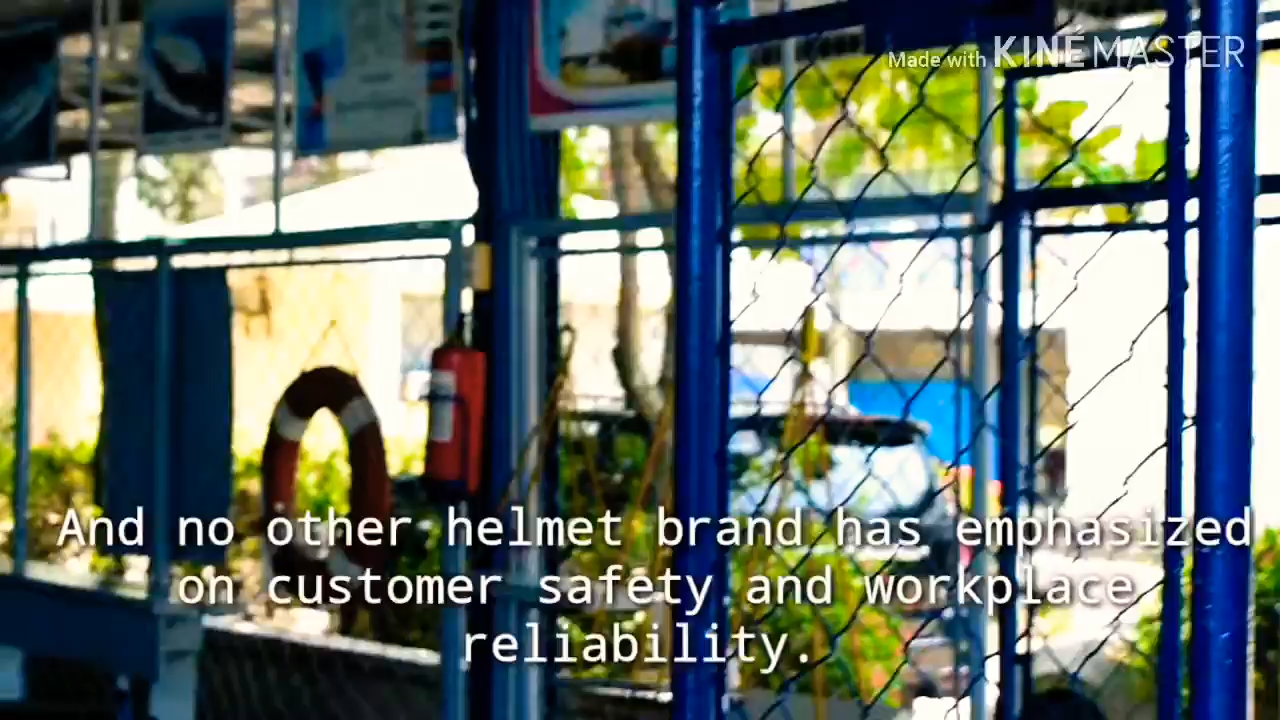 Made with KINEMASTER
And no other helmet brand has emphasized
on customer safety and workplace
reliability.